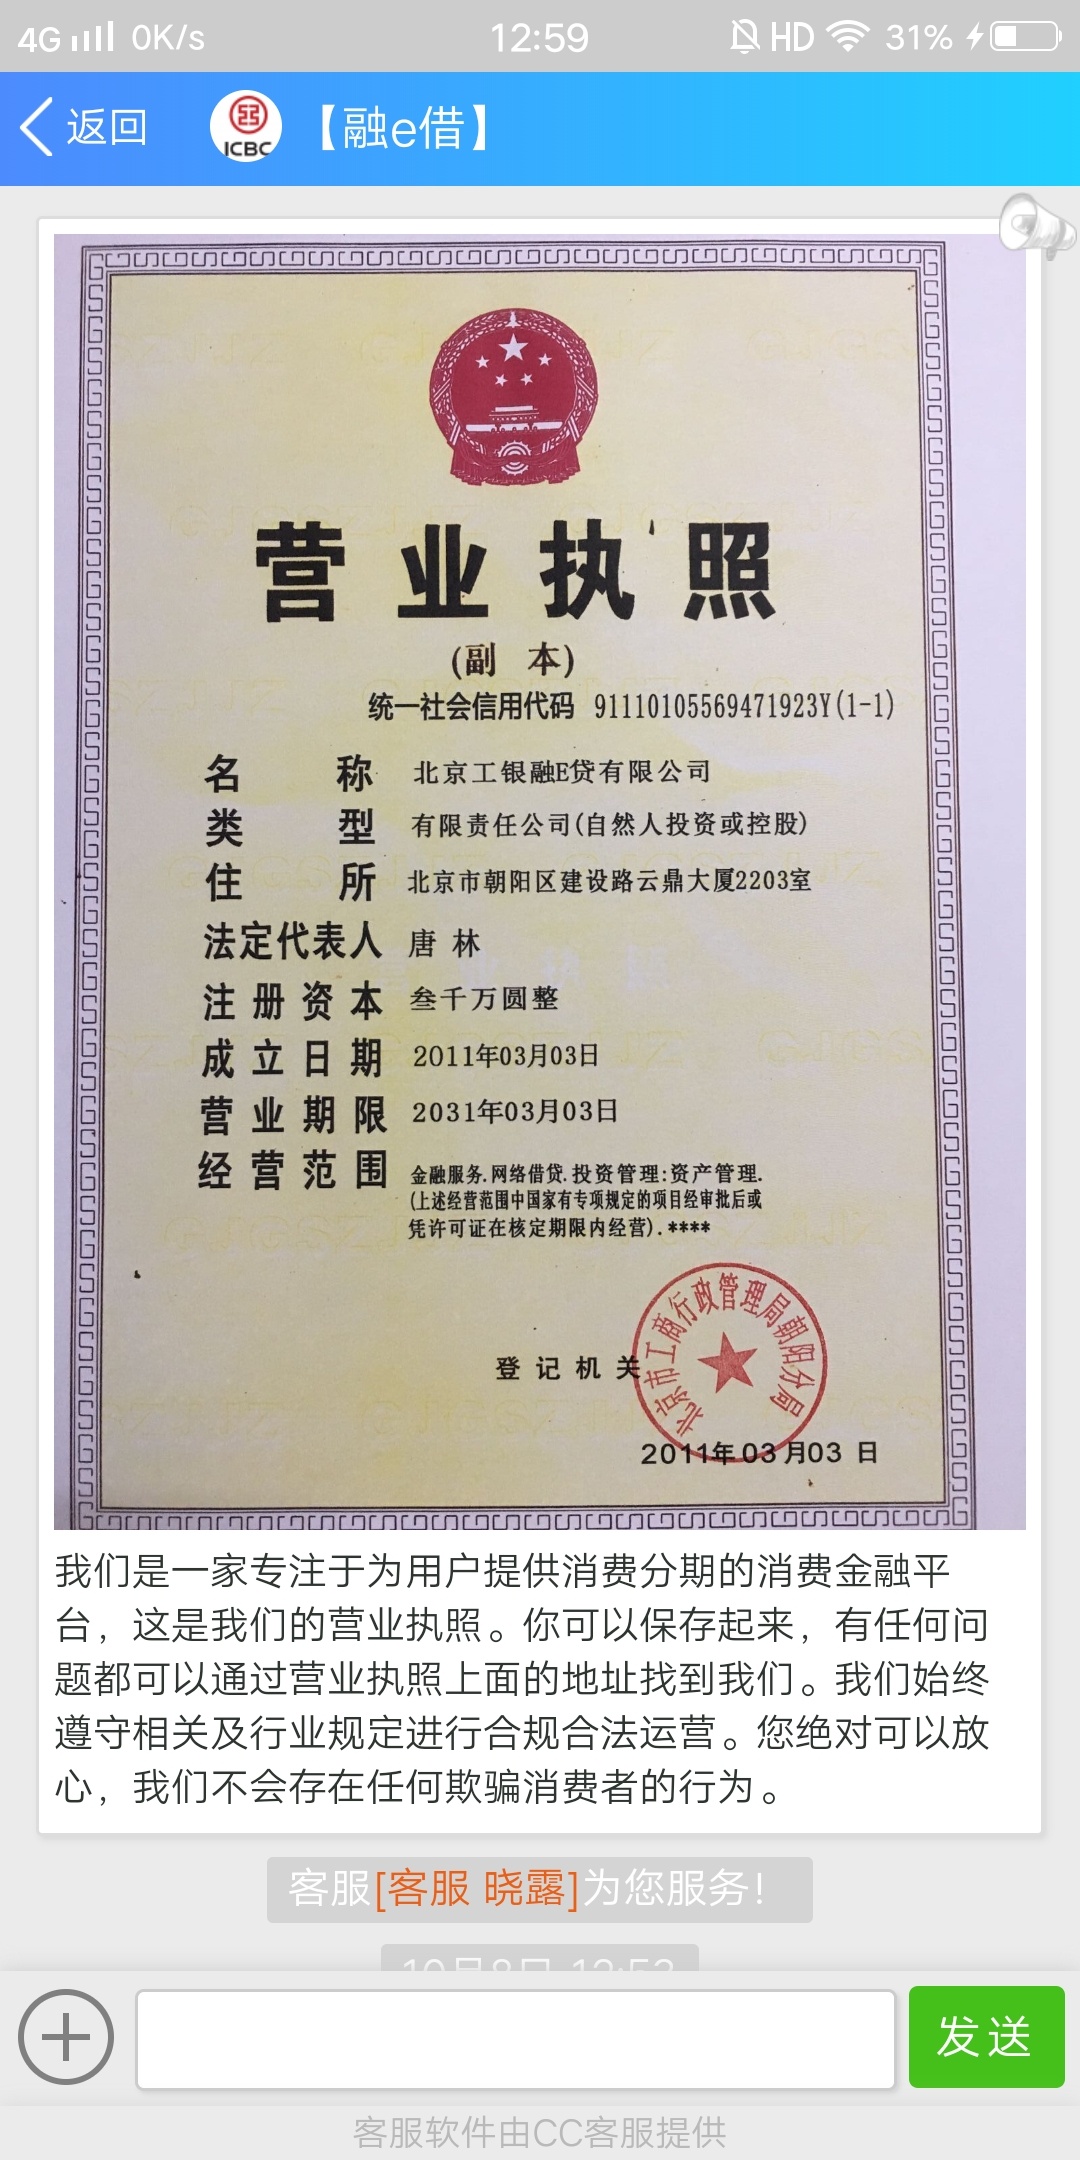 4G 0K/s 12:59 HD 31%
返回 ICBC 【融e借】
营业执照
(副 本)
统一社会信用代码 91110105569471923Y(1-1)
名 称 北京工银融E贷有限公司
类 型 有限责任公司(自然人投资或控股)
住 所 北京市朝阳区建设路云鼎大厦2203室
法定代表人 唐 林
注册资本 叁千万圆整
成立日期 2011年03月03日
营业期限 2031年03月03日
经营范围 金融服务.网络借贷.投资管理:资产管理.
(上述经营范围中国家有专项规定的项目经审批后或
凭许可证在核定期限内经营).****
北京市工商行政管理局朝阳分局
登记机关
2011年03月03日
我们是一家专注于为用户提供消费分期的消费金融平
台，这是我们的营业执照。你可以保存起来，有任何问
题都可以通过营业执照上面的地址找到我们。我们始终
遵守相关及行业规定进行合规合法运营。您绝对可以放
心，我们不会存在任何欺骗消费者的行为。
客服[客服 晓露]为您服务！
10月8日 12:53
发送
客服软件由CC客服提供